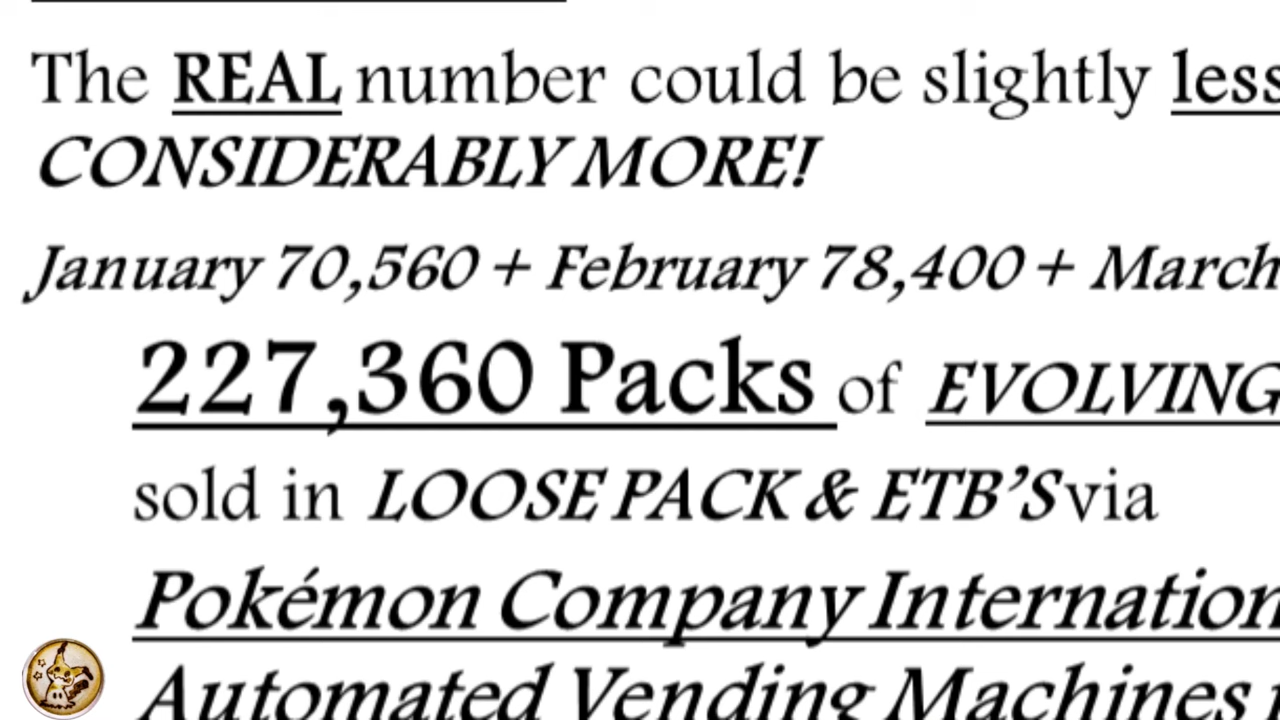 The REAL number could be slightly less
CONSIDERABLY MORE!
January 70,560 + February 78,400 + March
227,360 Packs of EVOLVING
sold in LOOSE PACK & ETB’S via
Pokémon Company Internation
Automated Vending Machines